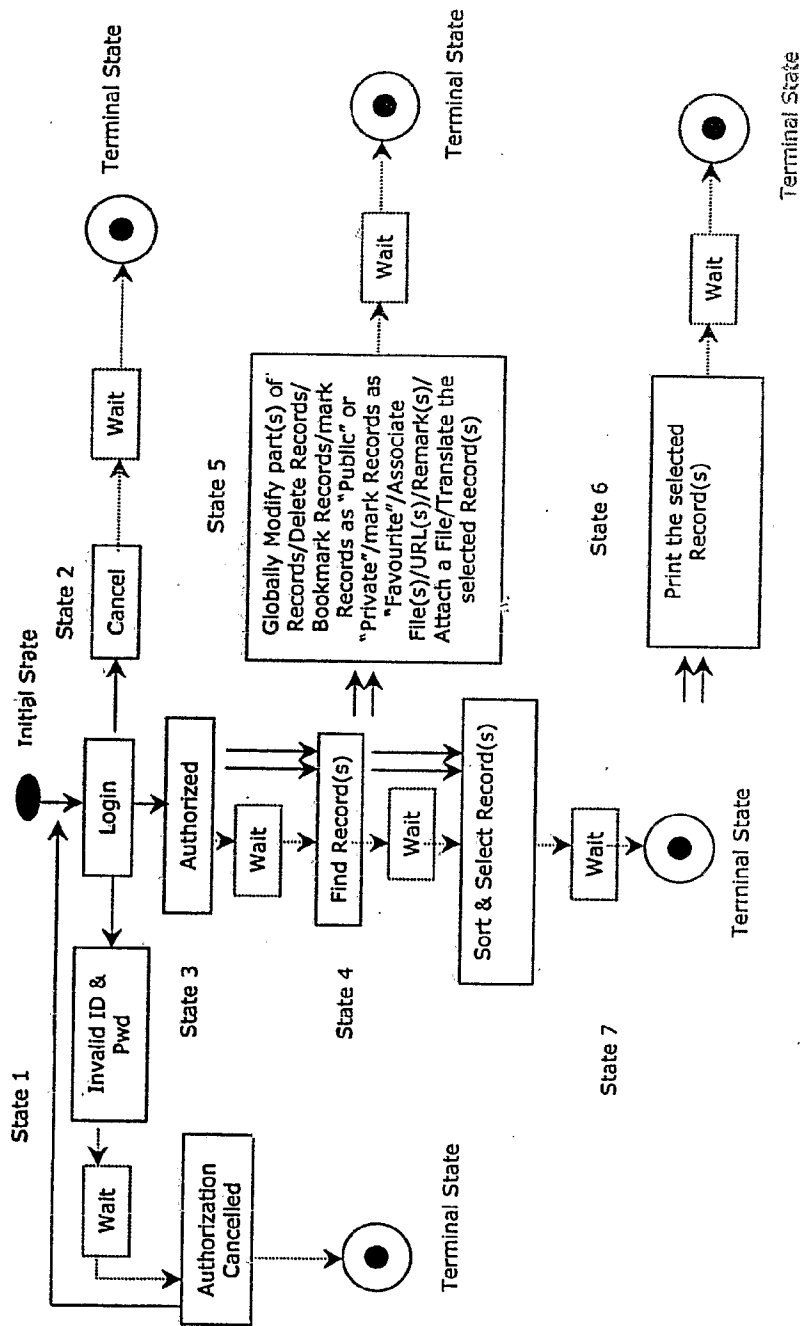 Initial State
State 1
Login
State 2
Cancel
Wait
Terminal State
Invalid ID &
Pwd
Wait
Authorization
Cancelled
Terminal State
State 3
Authorized
Wait
State 4
Find Record(s)
Wait
Sort & Select Record(s)
State 5
Globally Modify part(s) of
Records/Delete Records/
Bookmark Records/mark
Records as "Public" or
"Private"/mark Records as
"Favourite"/Associate
File(s)/URL(s)/Remark(s)/
Attach a File/Translate the
selected Record(s)
Wait
Terminal State
State 7
Wait
Terminal State
State 6
Print the selected
Record(s)
Wait
Terminal State